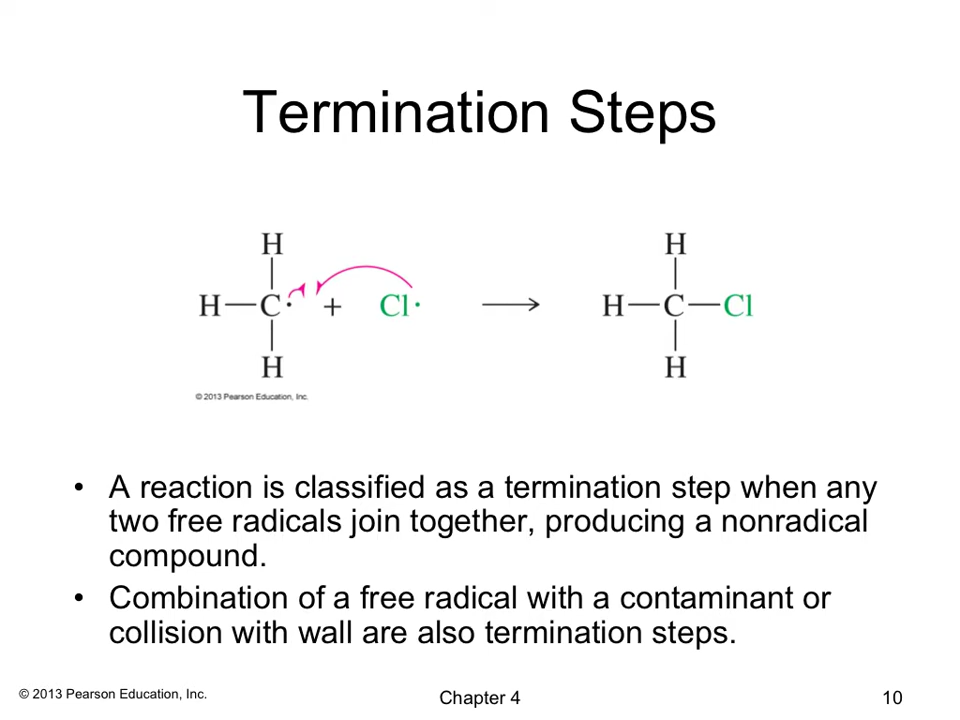 Termination Steps
H H
H—C· + Cl· ⟶ H—C—Cl
H H
© 2013 Pearson Education, Inc.
• A reaction is classified as a termination step when any
two free radicals join together, producing a nonradical
compound.
• Combination of a free radical with a contaminant or
collision with wall are also termination steps.
© 2013 Pearson Education, Inc. Chapter 4 10